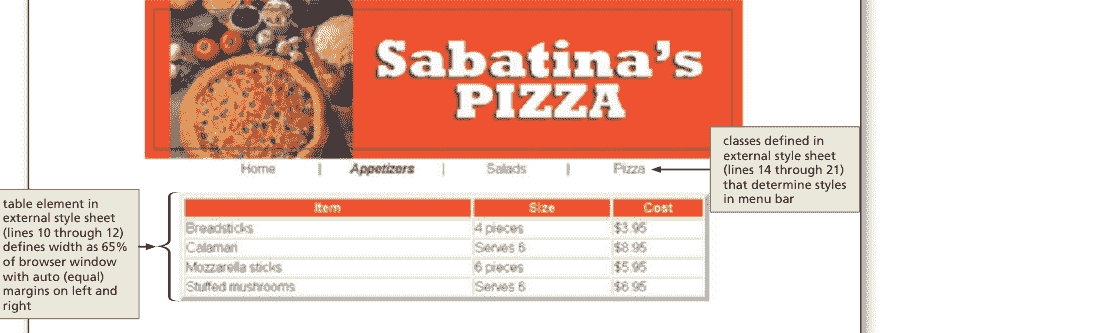 Sabatina's
PIZZA
Home | Appetizers | Salads | Pizza
classes defined in
external style sheet
(lines 14 through 21)
that determine styles
in menu bar
table element in
external style sheet
(lines 10 through 12)
defines width as 65%
of browser window
with auto (equal)
margins on left and
right
Item Size Cost
Breadsticks 4 pieces $3.95
Calamari Serves 6 $8.95
Mozzarella sticks 6 pieces $5.95
Stuffed mushrooms Serves 6 $6.95